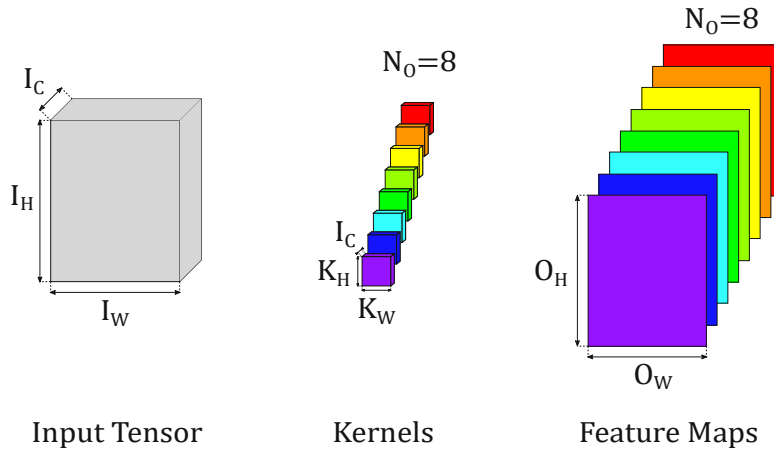 N_O=8
N_O=8
I_C
I_H
I_W
I_C
K_H
K_W
O_H
O_W
Input Tensor
Kernels
Feature Maps